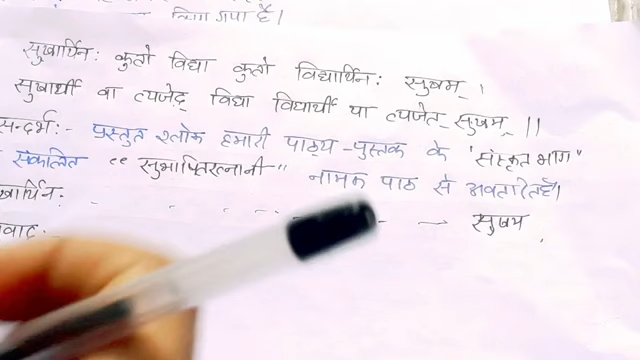 लिया गया है।
सुखार्थिन: कुतो विद्या कुतो विद्यार्थिन: सुखम् ।
सुखार्थी वा त्यजेद् विद्या विद्यार्थी वा त्यजेत् सुखम् ||
सन्दर्भ:- प्रस्तुत श्लोक हमारी पाठ्य-पुस्तक के "संस्कृत भाग"
संकलित "सुभाषितरत्नानी" नामक पाठ से अवतरित है।
खार्थिन: - - - - - → सुखम
वाद:-